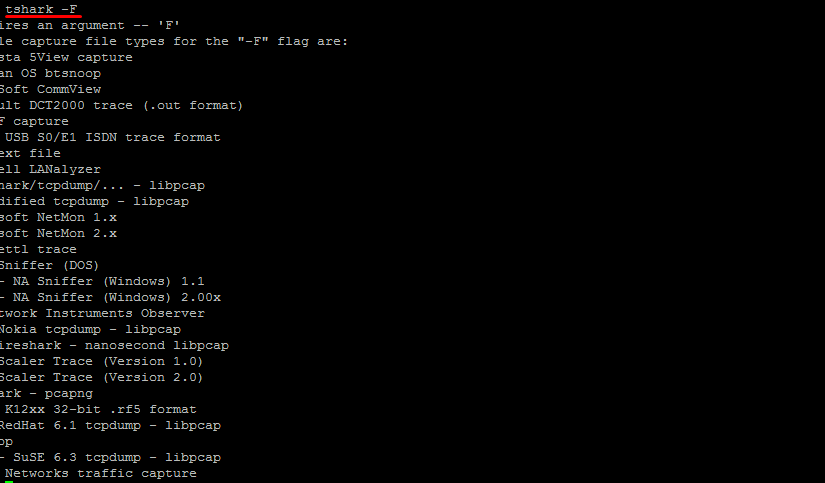 tshark -F
ires an argument -- 'F'
le capture file types for the "-F" flag are:
sta 5View capture
an OS btsnoop
Soft CommView
ult DCT2000 trace (.out format)
F capture
USB S0/E1 ISDN trace format
ext file
ell LANalyzer
hark/tcpdump/... - libpcap
dified tcpdump - libpcap
soft NetMon 1.x
soft NetMon 2.x
ettl trace
Sniffer (DOS)
- NA Sniffer (Windows) 1.1
- NA Sniffer (Windows) 2.00x
twork Instruments Observer
Nokia tcpdump - libpcap
ireshark - nanosecond libpcap
Scaler Trace (Version 1.0)
Scaler Trace (Version 2.0)
ark - pcapng
K12xx 32-bit .rf5 format
RedHat 6.1 tcpdump - libpcap
op
- SuSE 6.3 tcpdump - libpcap
Networks traffic capture